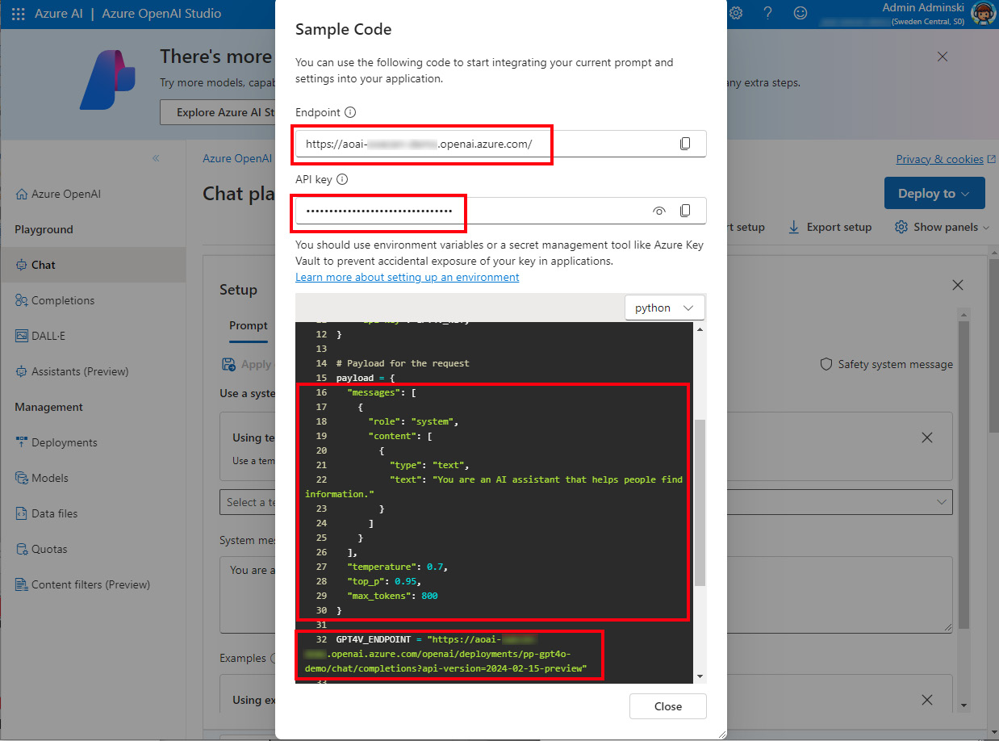 Azure AI | Azure OpenAI Studio
Admin Adminski
(Sweden Central, S0)
There's more
Try more models, capab
any extra steps.
Explore Azure AI St
Azure OpenAI
Privacy & cookies
Chat pla
Deploy to
rt setup
Export setup
Show panels
Azure OpenAI
Playground
Chat
Completions
DALL·E
Assistants (Preview)
Management
Deployments
Models
Data files
Quotas
Content filters (Preview)
Setup
Prompt
Apply
Safety system message
Use a syste
Using te
Use a tem
Select a te
System mes
You are a
Examples
Using ex
Sample Code
You can use the following code to start integrating your current prompt and
settings into your application.
Endpoint
https://aoai-
.openai.azure.com/
API key
••••••••••••••••••••••••••••••••
You should use environment variables or a secret management tool like Azure Key
Vault to prevent accidental exposure of your key in applications.
Learn more about setting up an environment
python
12 }
13
14 # Payload for the request
15 payload = {
16 "messages": [
17 {
18 "role": "system",
19 "content": [
20 {
21 "type": "text",
22 "text": "You are an AI assistant that helps people find
information."
23 }
24 ]
25 }
26 ],
27 "temperature": 0.7,
28 "top_p": 0.95,
29 "max_tokens": 800
30 }
31
32 GPT4V_ENDPOINT = "https://aoai-
.openai.azure.com/openai/deployments/pp-gpt4o-
demo/chat/completions?api-version=2024-02-15-preview"
33
Close